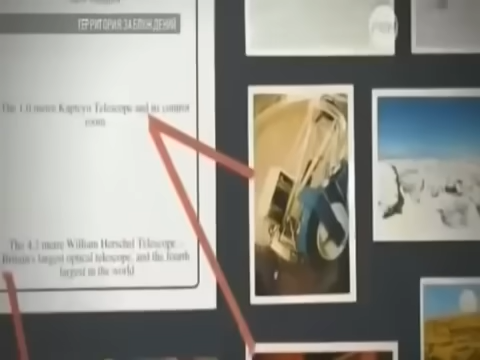 ТЕРРИТОРИЯ ЗАБЛУЖДЕНИЙ
The 1.0 metre Kapteyn Telescope and its control
room
The 4.2 metre William Herschel Telescope -
Britain's largest optical telescope, and the fourth
largest in the world